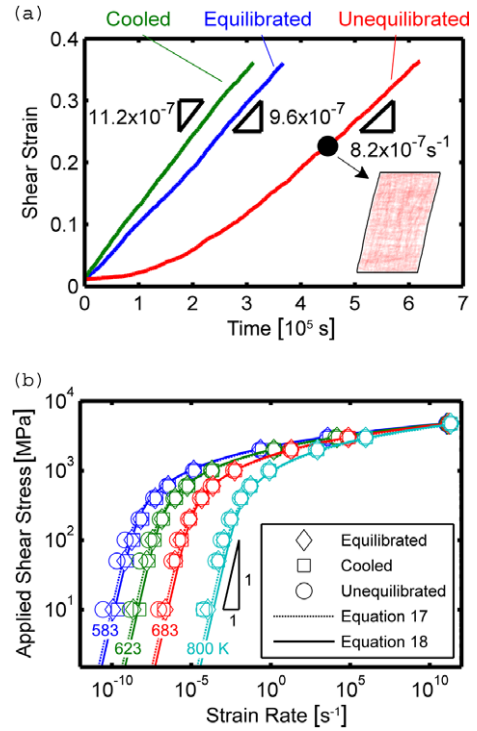 (a)
Cooled Equilibrated Unequilibrated
0.4
0.3
0.2
0.1
0
Shear Strain
11.2x10⁻⁷
9.6x10⁻⁷
8.2x10⁻⁷s⁻¹
0 1 2 3 4 5 6 7
Time [10⁵ s]
(b)
10⁴
10³
10²
10¹
Applied Shear Stress [MPa]
Equilibrated
Cooled
Unequilibrated
Equation 17
Equation 18
1
1
583 623 683 800 K
10⁻¹⁰ 10⁻⁵ 10⁰ 10⁵ 10¹⁰
Strain Rate [s⁻¹]